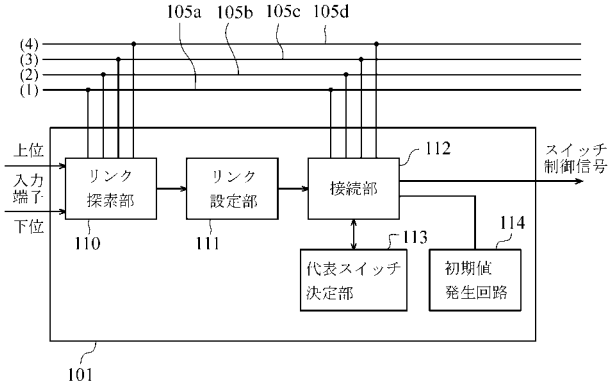 105a
105b
105c
105d
(4)
(3)
(2)
(1)
上位
入力
端子
下位
リンク
探索部
110
リンク
設定部
111
接続部
112
スイッチ
制御信号
代表スイッチ
決定部
113
初期値
発生回路
114
101